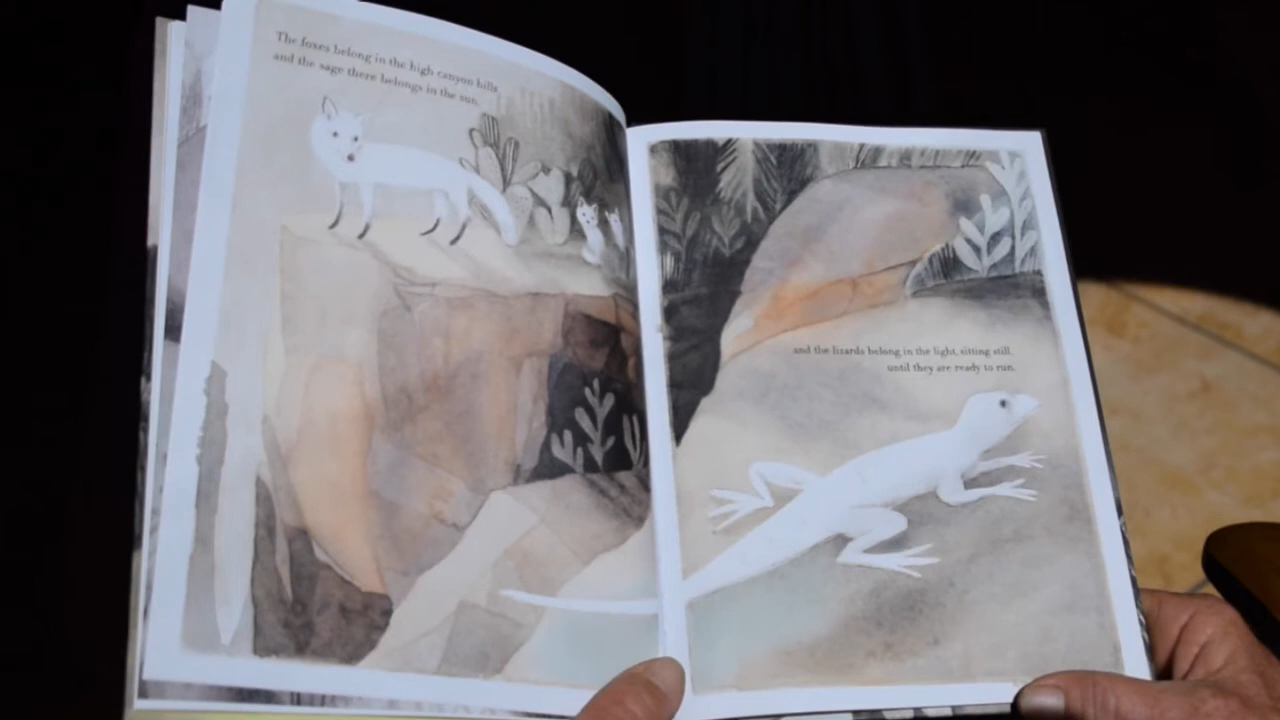 The foxes belong in the high canyon hills
and the sage there belongs in the sun,
and the lizards belong in the light, sitting still,
until they are ready to run.